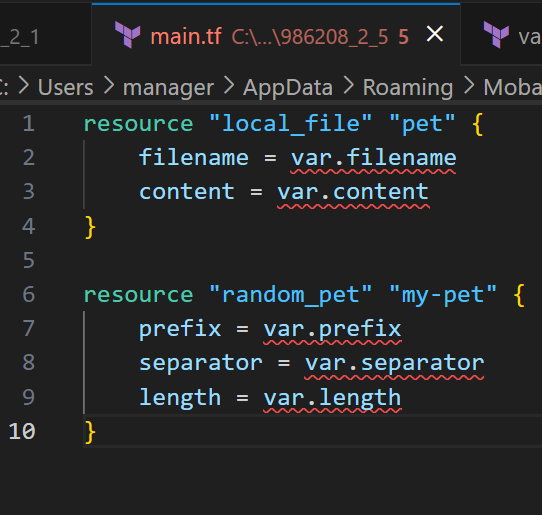 _2_1 main.tf C:\...\986208_2_5 5 va
C: > Users > manager > AppData > Roaming > Moba
1 resource "local_file" "pet" {
2 filename = var.filename
3 content = var.content
4 }
5
6 resource "random_pet" "my-pet" {
7 prefix = var.prefix
8 separator = var.separator
9 length = var.length
10 }